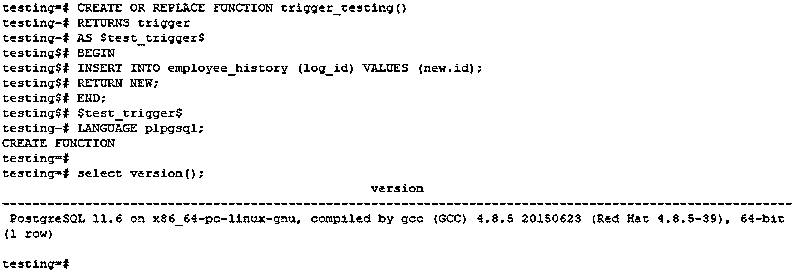 testing=# CREATE OR REPLACE FUNCTION trigger_testing()
testing-# RETURNS trigger
testing-# AS $test_trigger$
testing$# BEGIN
testing$# INSERT INTO employee_history (log_id) VALUES (new.id);
testing$# RETURN NEW;
testing$# END;
testing$# $test_trigger$
testing-# LANGUAGE plpgsql;
CREATE FUNCTION
testing=#
testing=# select version();
version
--------------------------------------------------------------------------------------------------------
PostgreSQL 11.6 on x86_64-pc-linux-gnu, compiled by gcc (GCC) 4.8.5 20150623 (Red Hat 4.8.5-39), 64-bit
(1 row)
testing=#